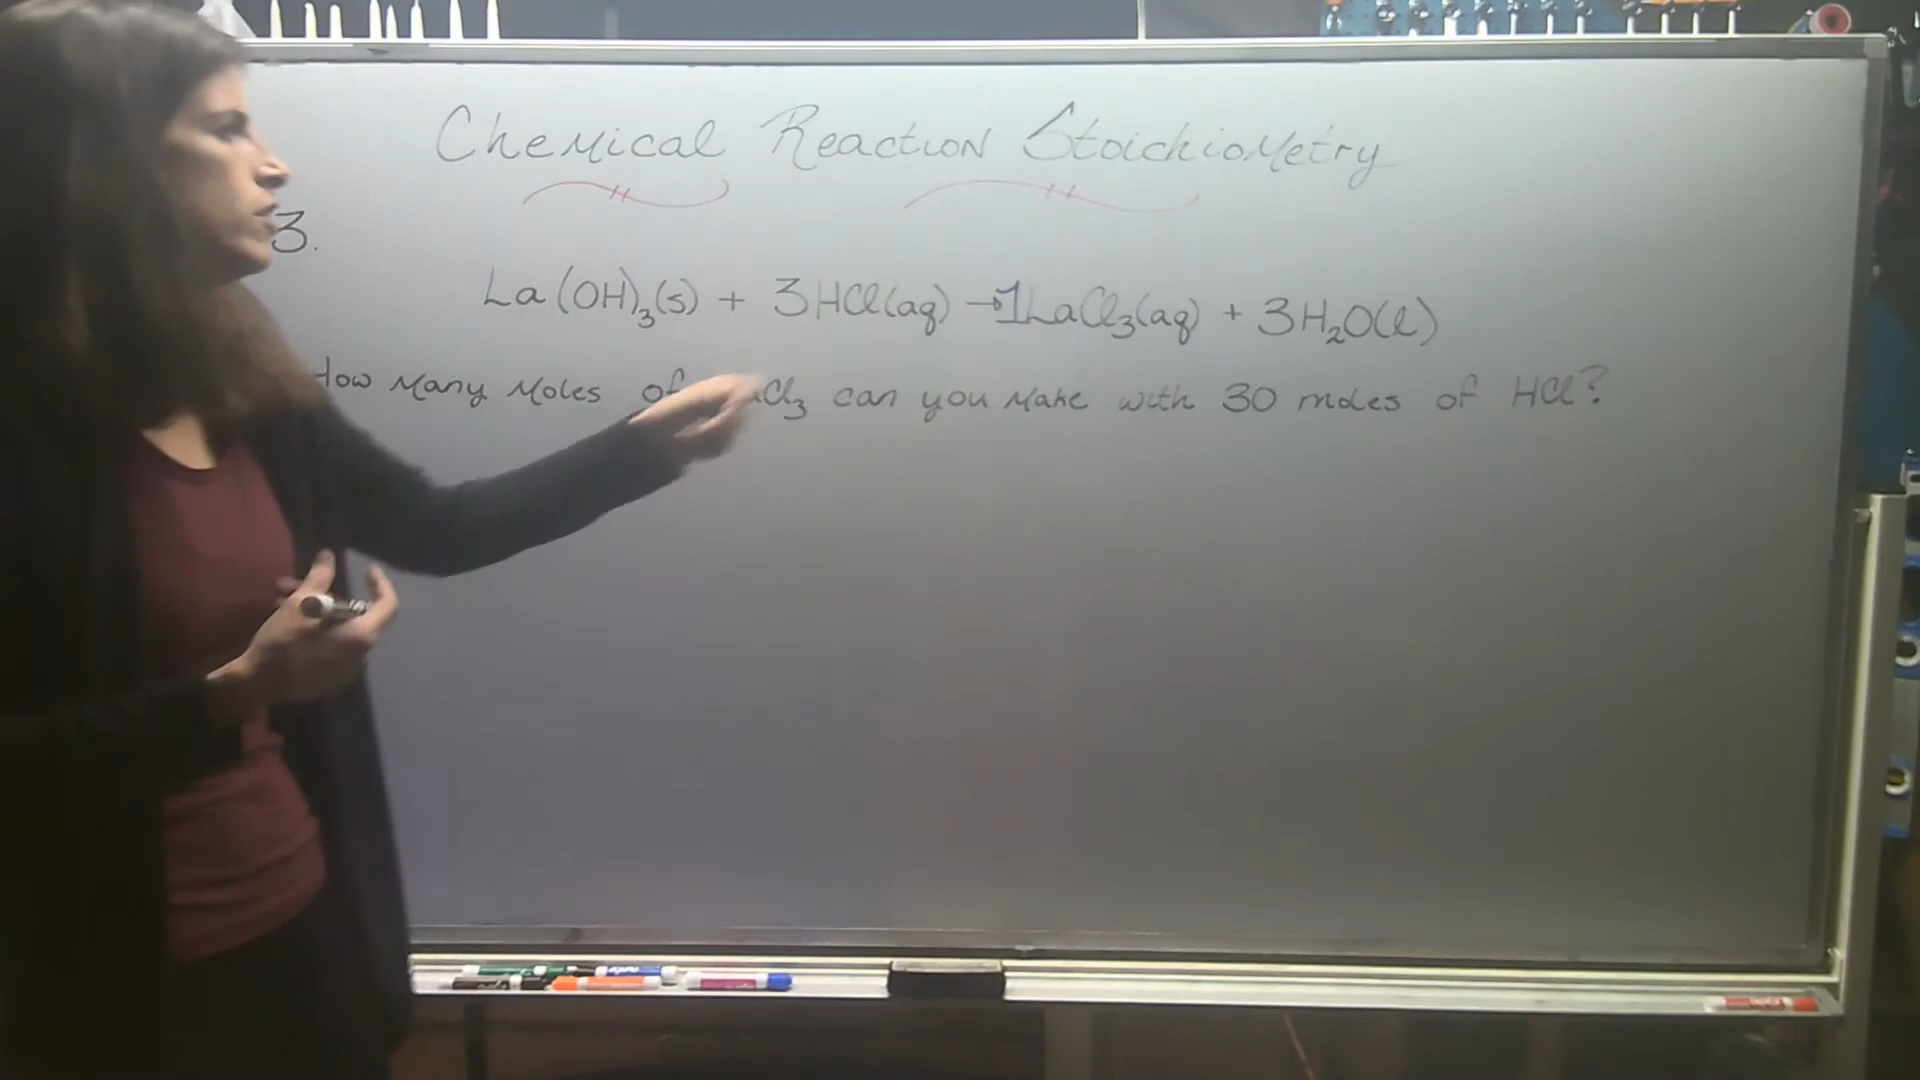 Chemical Reaction Stoichiometry
3.
La(OH)₃(s) + 3HCl(aq) →1LaCl₃(aq) + 3H₂O(l)
How many moles of Cl₃ can you make with 30 moles of HCl?